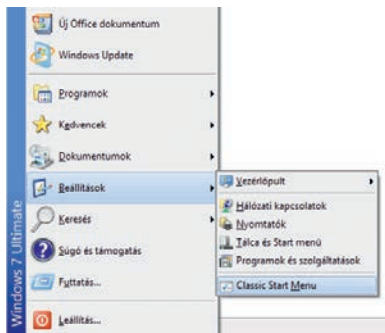 Új Office dokumentum
Windows Update
Programok
Kedvencek
Dokumentumok
Beállítások
Keresés
Súgó és támogatás
Futtatás...
Leállítás...
Windows 7 Ultimate
Vezérlőpult
Hálózati kapcsolatok
Nyomtatók
Tálca és Start menü
Programok és szolgáltatások
Classic Start Menu